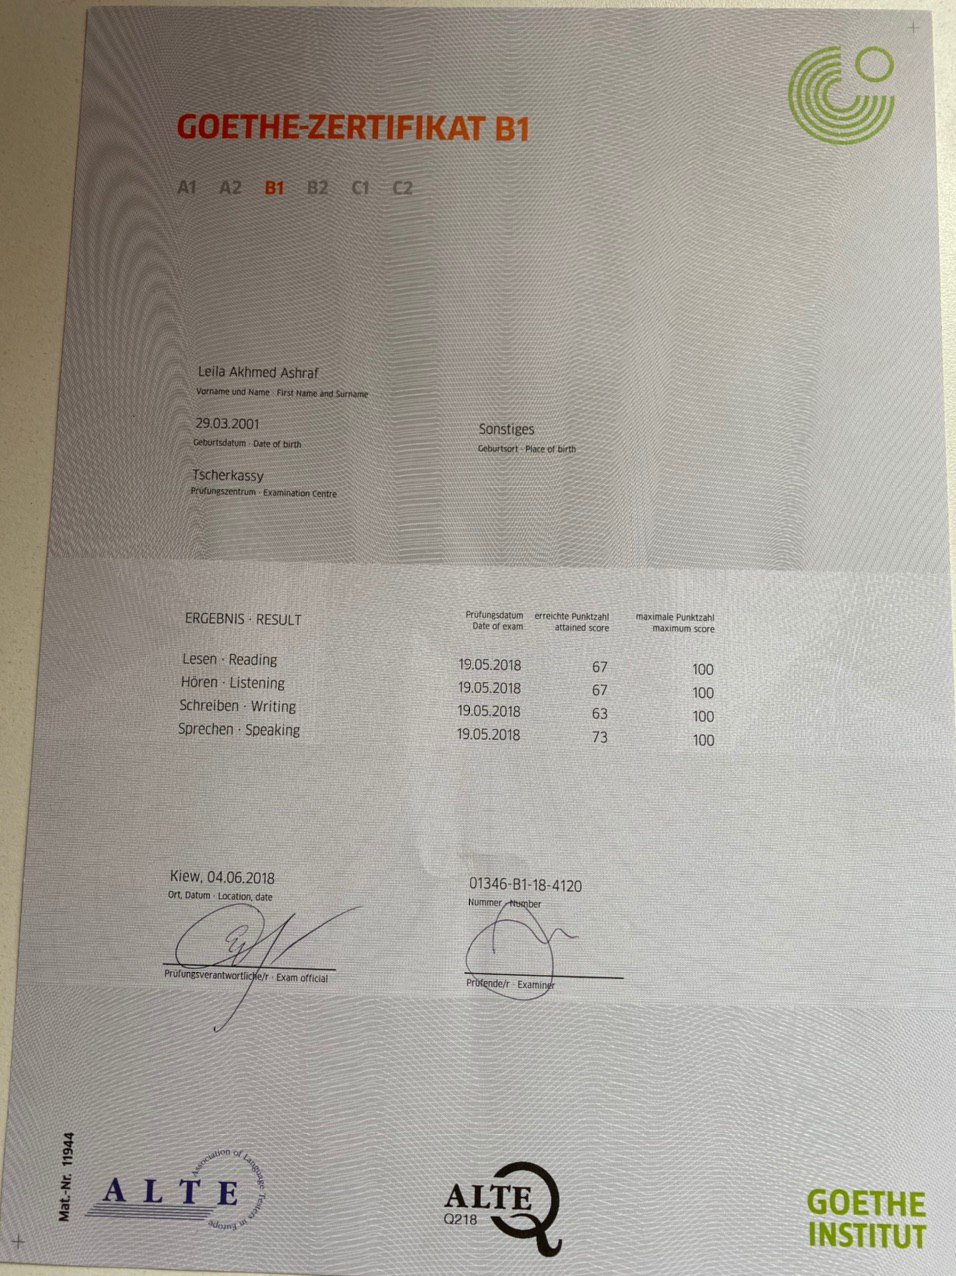 GOETHE-ZERTIFIKAT B1
A1 A2 B1 B2 C1 C2
Leila Akhmed Ashraf
Vorname und Name · First Name and Surname
29.03.2001
Geburtsdatum · Date of birth
Sonstiges
Geburtsort · Place of birth
Tscherkassy
Prüfungszentrum · Examination Centre
ERGEBNIS · RESULT
Prüfungsdatum erreichte Punktzahl maximale Punktzahl
Date of exam attained score maximum score
Lesen · Reading 19.05.2018 67 100
Hören · Listening 19.05.2018 67 100
Schreiben · Writing 19.05.2018 63 100
Sprechen · Speaking 19.05.2018 73 100
Kiew, 04.06.2018
Ort, Datum · Location, date
01346-B1-18-4120
Nummer · Number
Prüfungsverantwortliche/r · Exam official
Prüfende/r · Examiner
Mat.-Nr. 11944
ALTE
Association of Language Testers in Europe
ALTE
Q218
GOETHE
INSTITUT